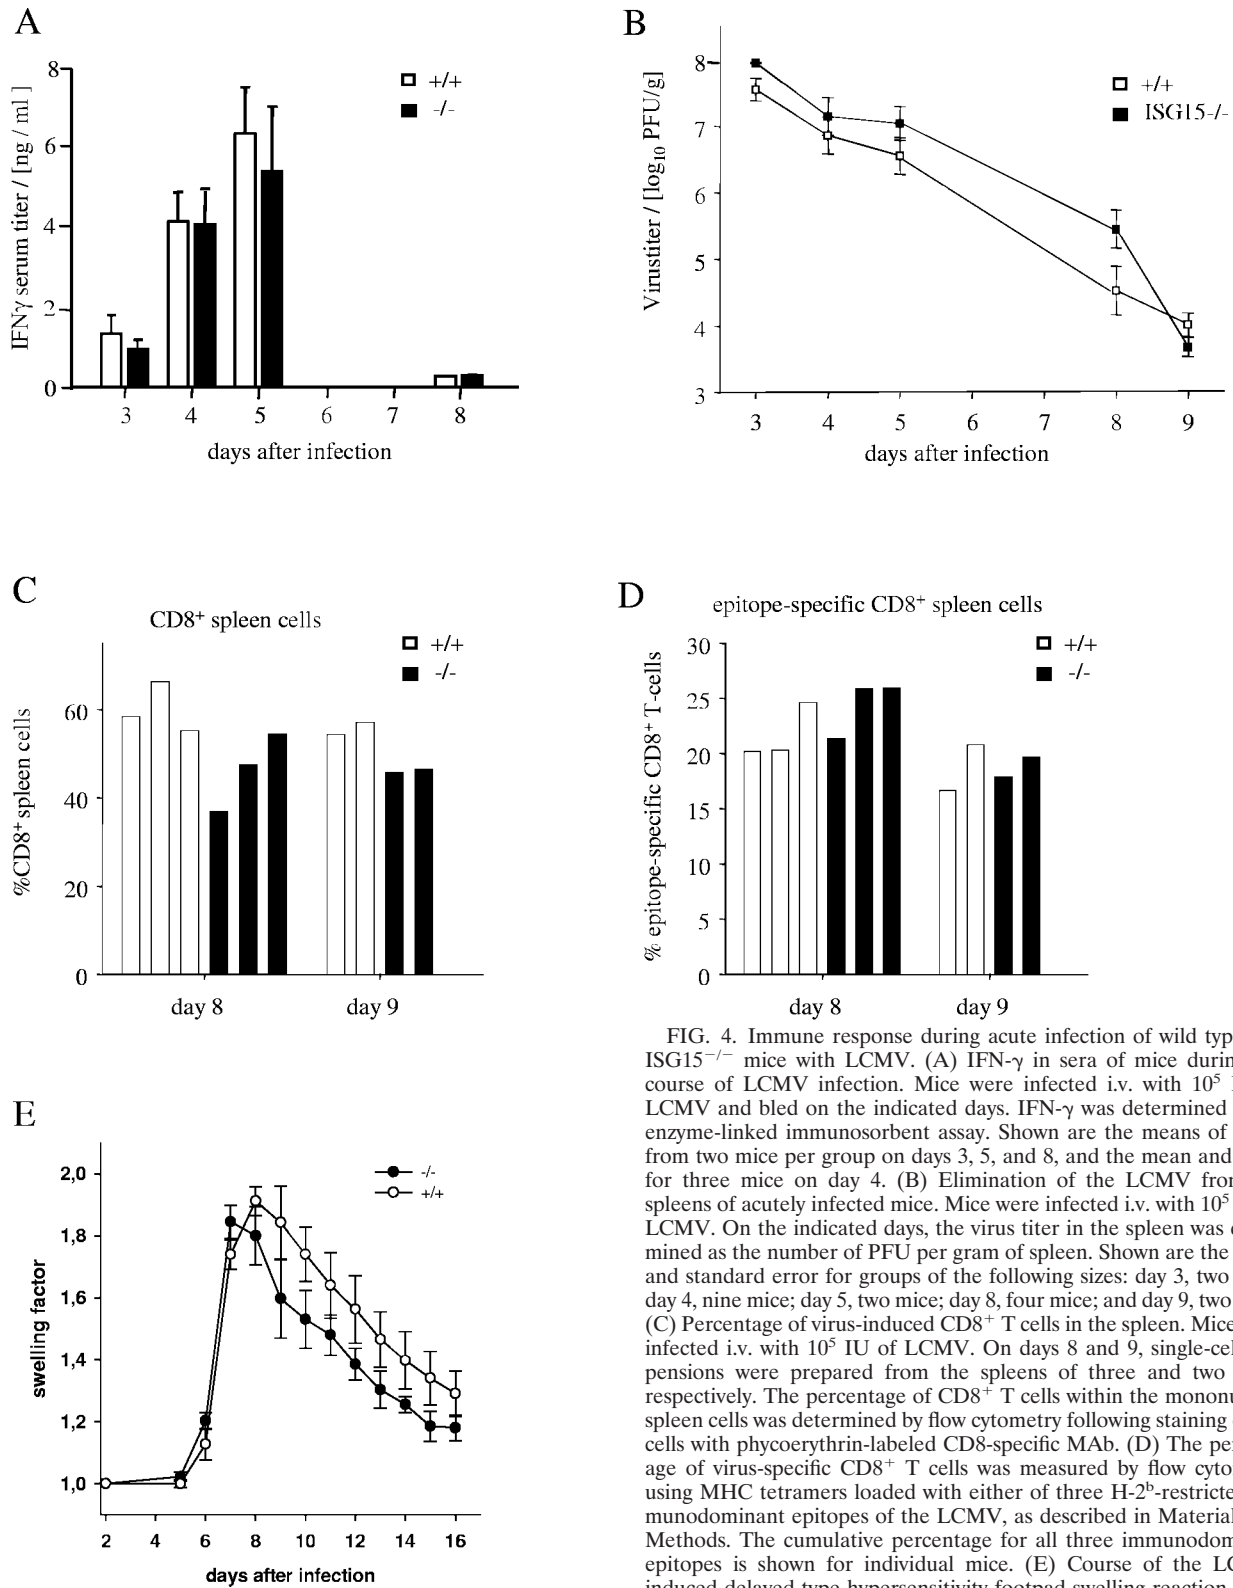 A
8
6
4
2
0
IFNγ serum titer / [ng / ml ]
+/+
-/-
3 4 5 6 7 8
days after infection
B
8
7
6
5
4
3
Virustiter / [log10 PFU/g]
+/+
ISG15-/-
3 4 5 6 7 8 9
days after infection
C
CD8+ spleen cells
+/+
-/-
60
40
20
0
%CD8+ spleen cells
day 8 day 9
D
epitope-specific CD8+ spleen cells
+/+
-/-
30
25
20
15
10
5
0
% epitope-specific CD8+ T-cells
day 8 day 9
E
2,0
1,8
1,6
1,4
1,2
1,0
swelling factor
-/-
+/+
2 4 6 8 10 12 14 16
days after infection
FIG. 4. Immune response during acute infection of wild typ
ISG15−/− mice with LCMV. (A) IFN-γ in sera of mice durin
course of LCMV infection. Mice were infected i.v. with 10⁵
LCMV and bled on the indicated days. IFN-γ was determined
enzyme-linked immunosorbent assay. Shown are the means of
from two mice per group on days 3, 5, and 8, and the mean and
for three mice on day 4. (B) Elimination of the LCMV from
spleens of acutely infected mice. Mice were infected i.v. with 10⁵
LCMV. On the indicated days, the virus titer in the spleen was
mined as the number of PFU per gram of spleen. Shown are the
and standard error for groups of the following sizes: day 3, two
day 4, nine mice; day 5, two mice; day 8, four mice; and day 9, two
(C) Percentage of virus-induced CD8+ T cells in the spleen. Mice
infected i.v. with 10⁵ IU of LCMV. On days 8 and 9, single-cel
pensions were prepared from the spleens of three and two
respectively. The percentage of CD8+ T cells within the mononu
spleen cells was determined by flow cytometry following staining
cells with phycoerythrin-labeled CD8-specific MAb. (D) The per
age of virus-specific CD8+ T cells was measured by flow cyto
using MHC tetramers loaded with either of three H-2ᵇ-restricte
munodominant epitopes of the LCMV, as described in Material
Methods. The cumulative percentage for all three immunodom
epitopes is shown for individual mice. (E) Course of the LC
induced delayed type hypersensitivity footpad swelling reaction